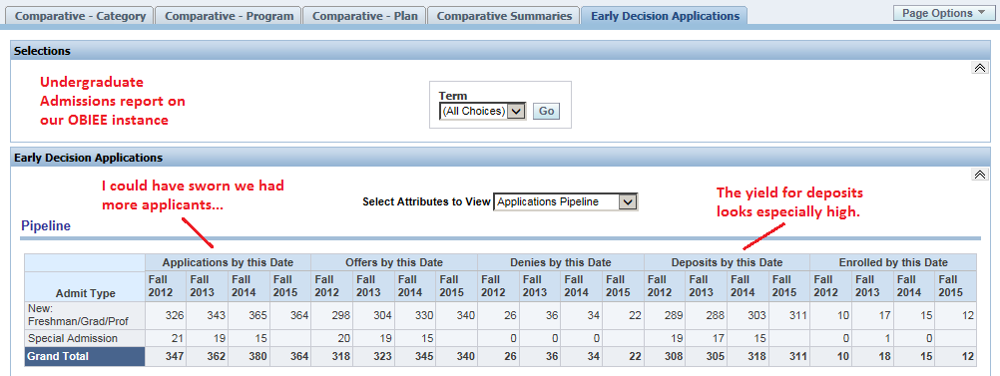 Comparative - Category Comparative - Program Comparative - Plan Comparative Summaries Early Decision Applications Page Options
Selections
Undergraduate
Admissions report on
our OBIEE instance
Term
(All Choices) Go
Early Decision Applications
I could have sworn we had
more applicants...
Select Attributes to View Applications Pipeline
The yield for deposits
looks especially high.
Pipeline
Applications by this Date Offers by this Date Denies by this Date Deposits by this Date Enrolled by this Date
Admit Type Fall 2012 Fall 2013 Fall 2014 Fall 2015 Fall 2012 Fall 2013 Fall 2014 Fall 2015 Fall 2012 Fall 2013 Fall 2014 Fall 2015 Fall 2012 Fall 2013 Fall 2014 Fall 2015 Fall 2012 Fall 2013 Fall 2014 Fall 2015
New: Freshman/Grad/Prof 326 343 365 364 298 304 330 340 26 36 34 22 289 288 303 311 10 17 15 12
Special Admission 21 19 15 20 19 15 0 0 0 19 17 15 0 1 0
Grand Total 347 362 380 364 318 323 345 340 26 36 34 22 308 305 318 311 10 18 15 12